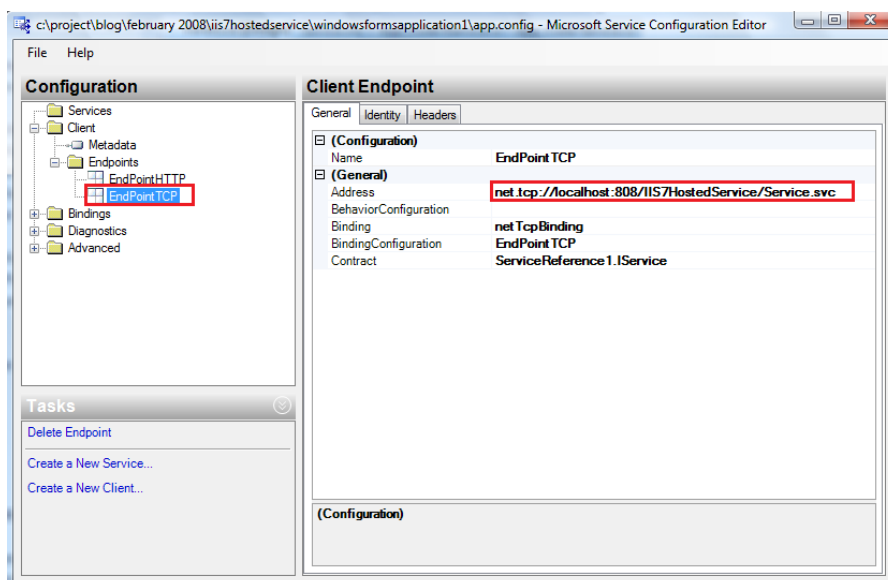 c:\project\blog\february 2008\iis7hostedservice\windowsformsapplication1\app.config - Microsoft Service Configuration Editor
File Help
Configuration
Services
Client
Metadata
Endpoints
EndPointHTTP
EndPointTCP
Bindings
Diagnostics
Advanced
Tasks
Delete Endpoint
Create a New Service...
Create a New Client...
Client Endpoint
General Identity Headers
(Configuration)
Name EndPointTCP
(General)
Address net.tcp://localhost:808/IIS7HostedService/Service.svc
BehaviorConfiguration
Binding netTcpBinding
BindingConfiguration EndPointTCP
Contract ServiceReference1.IService
(Configuration)